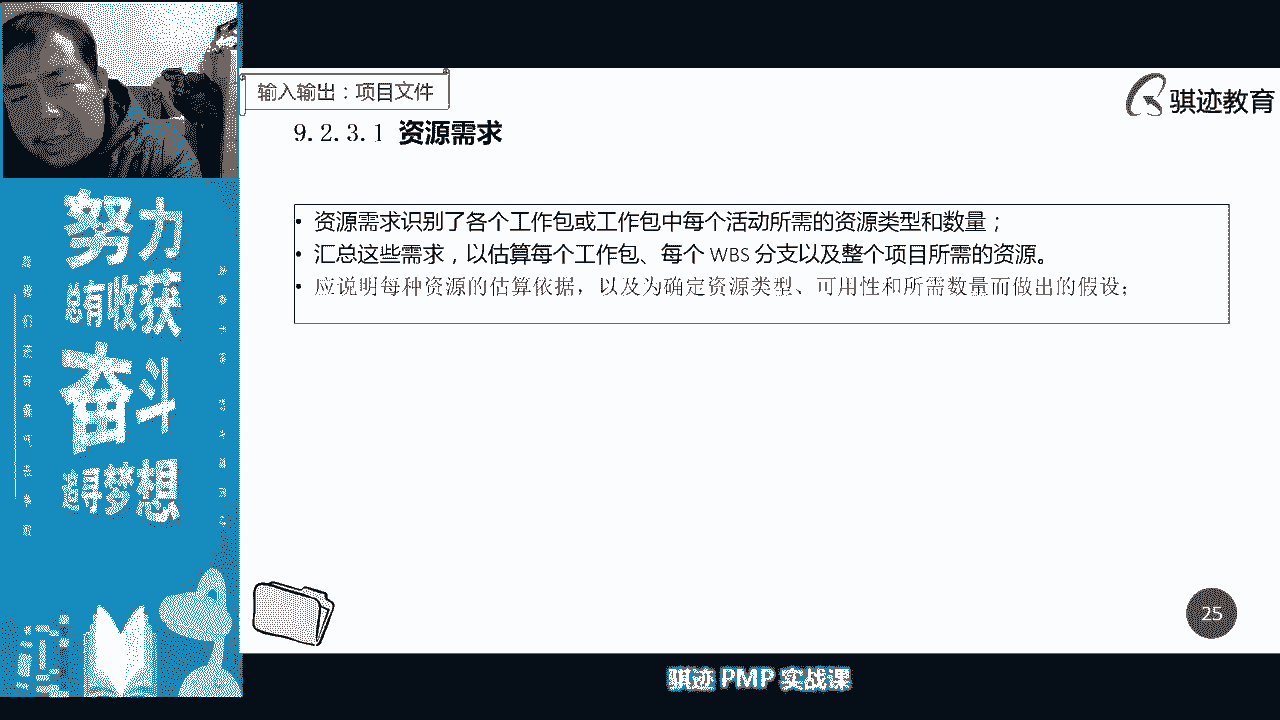 输入输出：项目文件
骐迹教育
9.2.3.1 资源需求
• 资源需求识别了各个工作包或工作包中每个活动所需的资源类型和数量；
• 汇总这些需求，以估算每个工作包、每个 WBS 分支以及整个项目所需的资源。
• 应说明每种资源的估算依据，以及为确定资源类型、可用性和所需数量而做出的假设；
努力
总有收获
奋斗
追寻梦想
25
骐迹 PMP 实战课